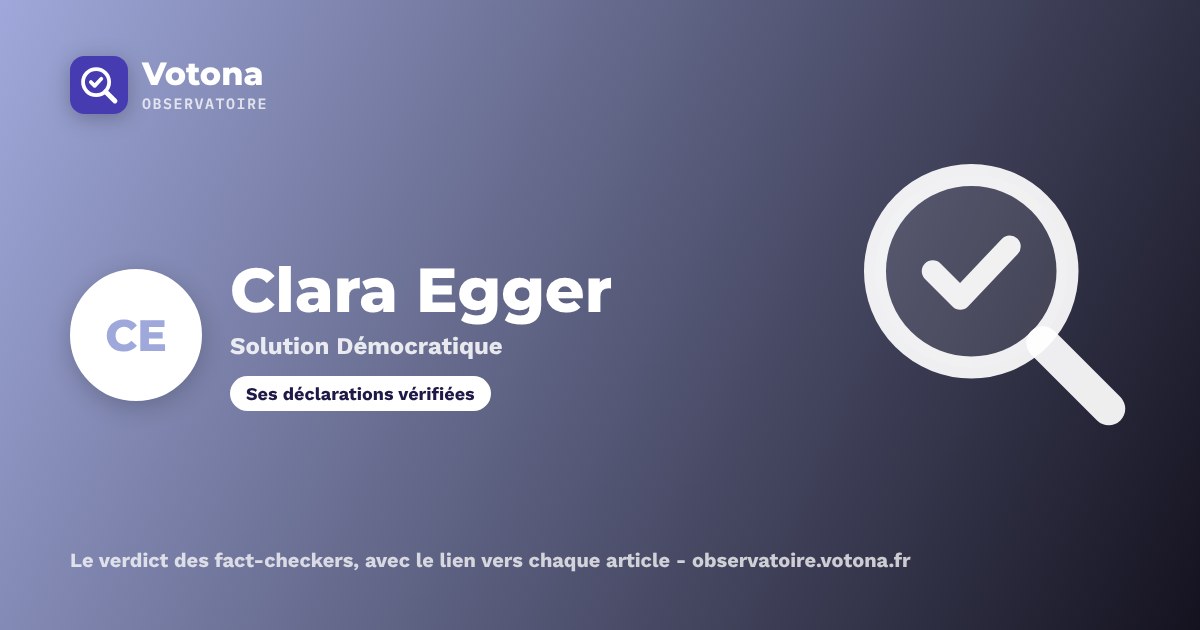 Votona
OBSERVATOIRE
CE
Clara Egger
Solution Démocratique
Ses déclarations vérifiées
Le verdict des fact-checkers, avec le lien vers chaque article - observatoire.votona.fr